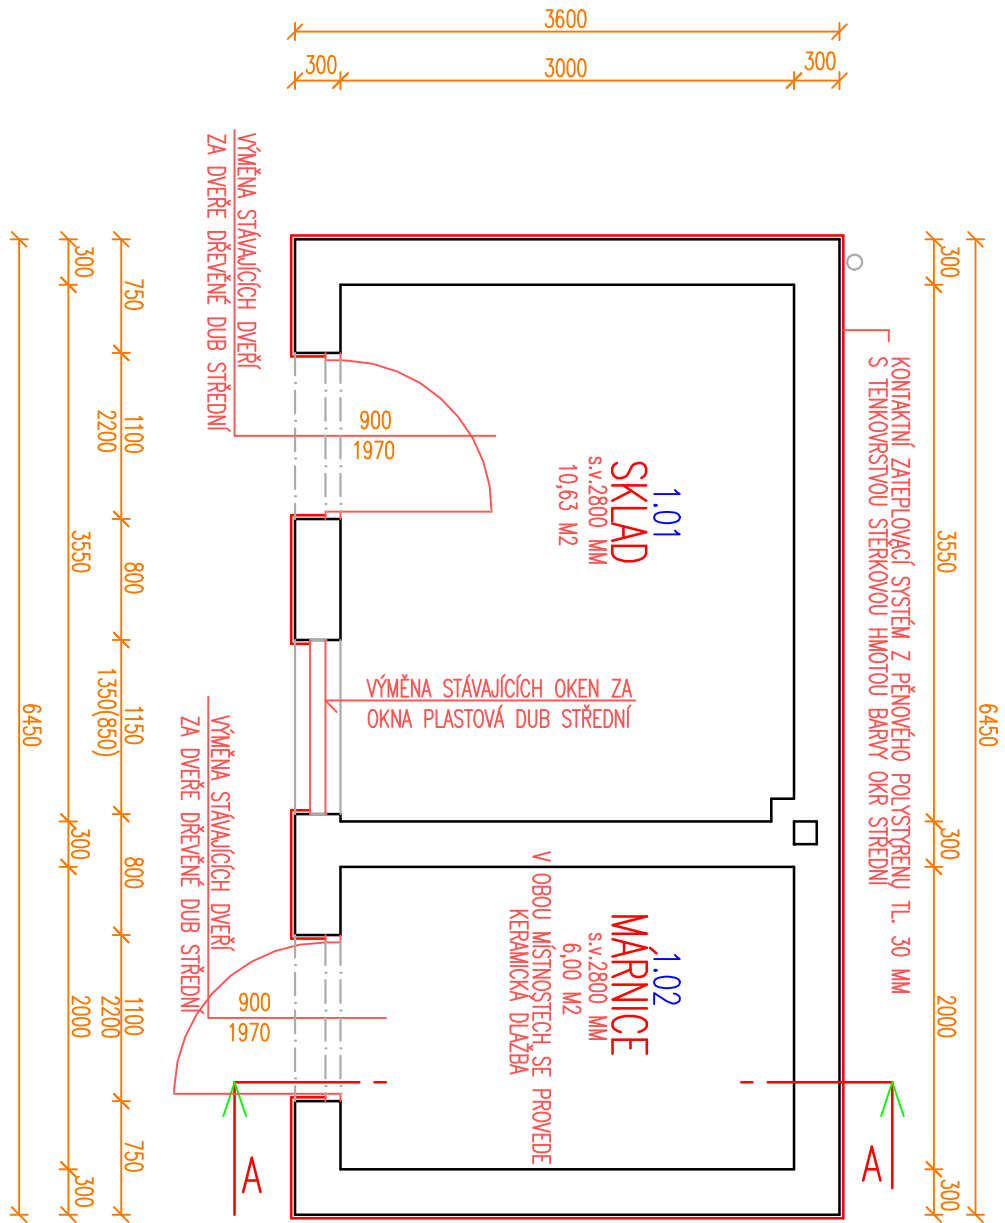 3600
300
3000
300
VÝMĚNA STÁVAJÍCÍCH DVEŘÍ
ZA DVEŘE DŘEVĚNÉ DUB STŘEDNÍ
900
1970
KONTAKTNÍ ZATEPLOVACÍ SYSTÉM Z PĚNOVÉHO POLYSTYRENU TL. 30 MM
S TENKOVRSTVOU STĚRKOVOU HMOTOU BARVY OKR STŘEDNÍ
1.01
SKLAD
s.v.2800 MM
10,63 M2
VÝMĚNA STÁVAJÍCÍCH OKEN ZA
OKNA PLASTOVÁ DUB STŘEDNÍ
VÝMĚNA STÁVAJÍCÍCH DVEŘÍ
ZA DVEŘE DŘEVĚNÉ DUB STŘEDNÍ
900
1970
1.02
MÁRNICE
s.v.2800 MM
6,00 M2
V OBOU MÍSTNOSTECH SE PROVEDE
KERAMICKÁ DLAŽBA
A
A
300
3550
300
2000
300
6450
750
1100
2200
800
1150
1350(850)
800
1100
2200
750
300
3550
300
2000
300
6450